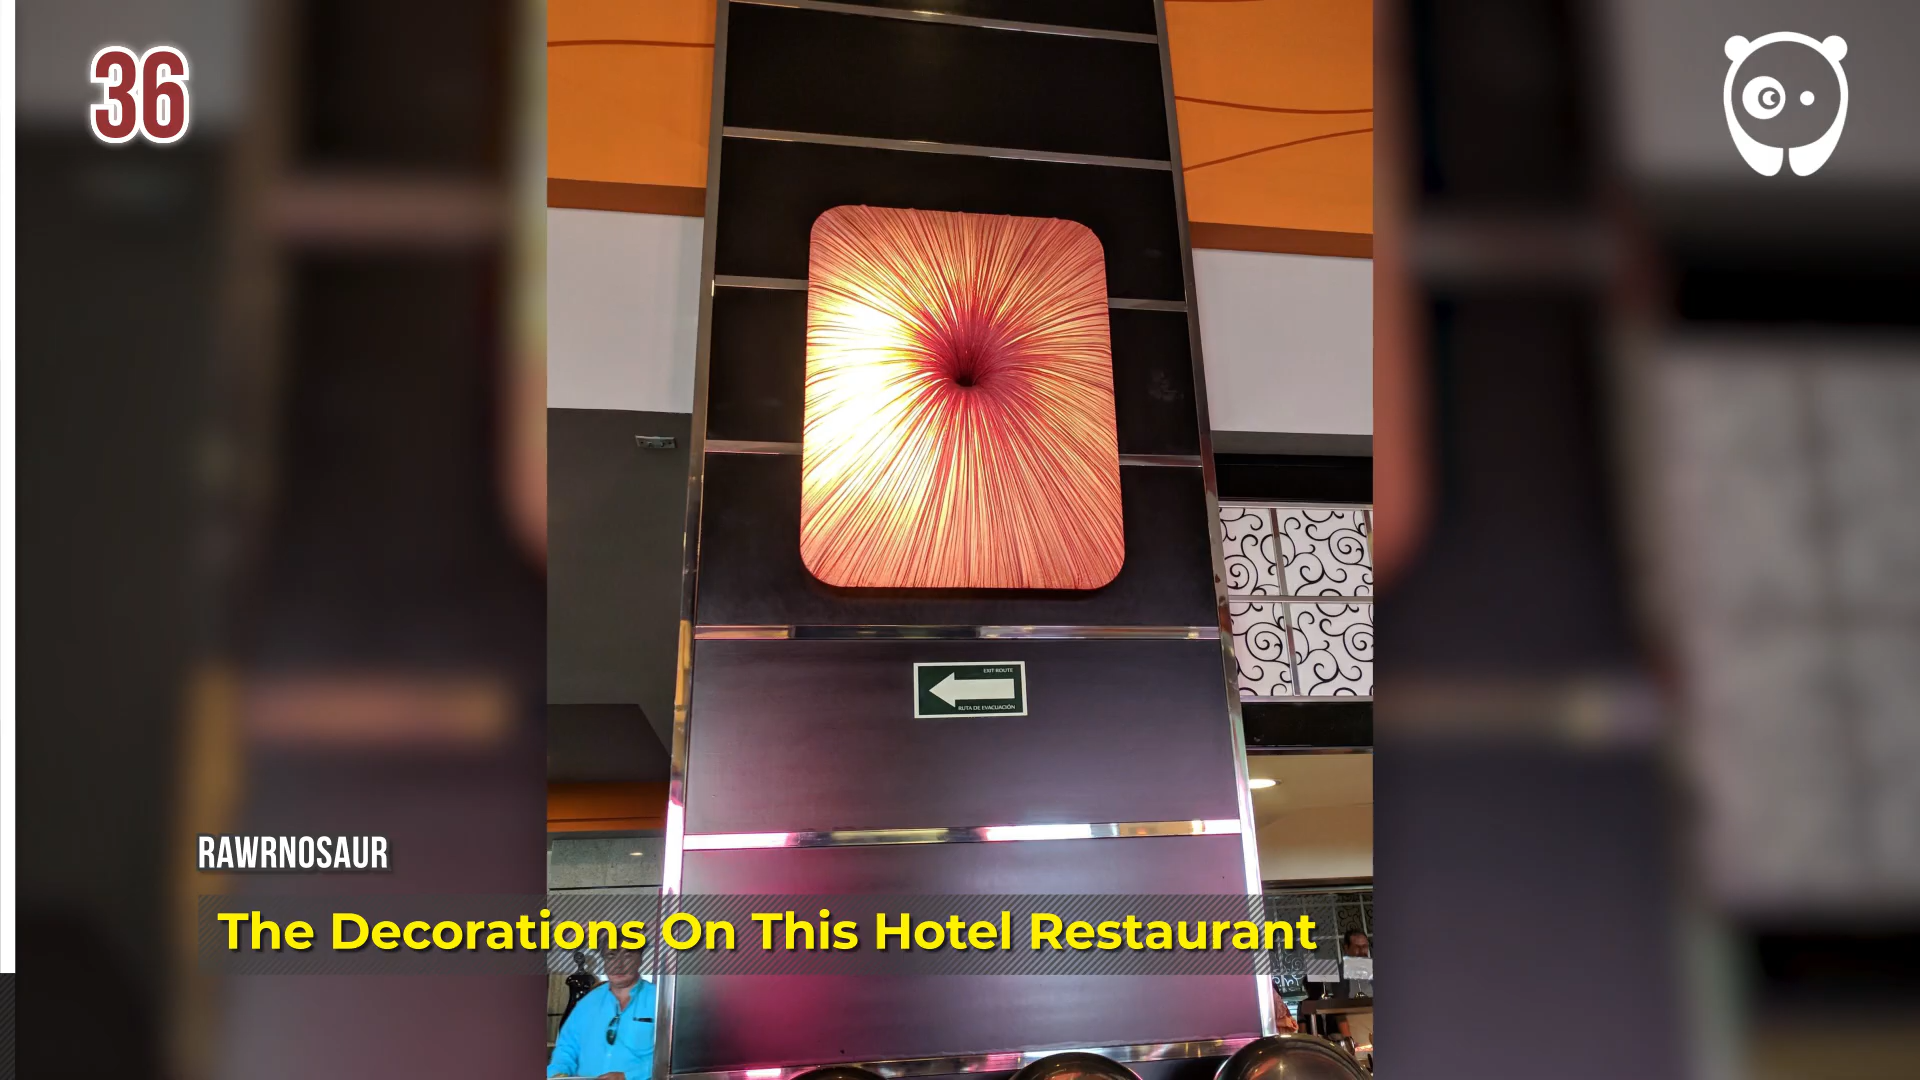 36
EXIT ROUTE
RUTA DE EVACUACIÓN
RAWRNOSAUR
The Decorations On This Hotel Restaurant